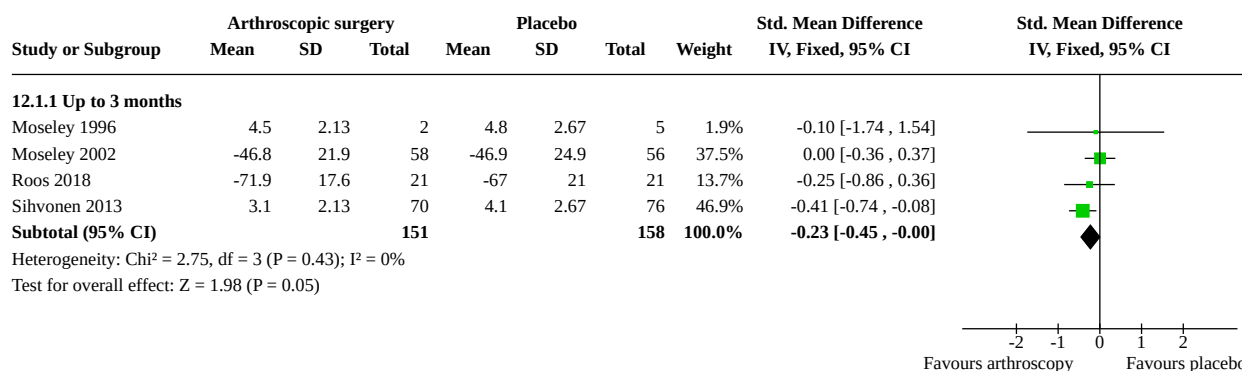 Arthroscopic surgery Placebo Std. Mean Difference Std. Mean Difference
Study or Subgroup Mean SD Total Mean SD Total Weight IV, Fixed, 95% CI IV, Fixed, 95% CI
12.1.1 Up to 3 months
Moseley 1996 4.5 2.13 2 4.8 2.67 5 1.9% -0.10 [-1.74 , 1.54]
Moseley 2002 -46.8 21.9 58 -46.9 24.9 56 37.5% 0.00 [-0.36 , 0.37]
Roos 2018 -71.9 17.6 21 -67 21 21 13.7% -0.25 [-0.86 , 0.36]
Sihvonen 2013 3.1 2.13 70 4.1 2.67 76 46.9% -0.41 [-0.74 , -0.08]
Subtotal (95% CI) 151 158 100.0% -0.23 [-0.45 , -0.00]
Heterogeneity: Chi² = 2.75, df = 3 (P = 0.43); I² = 0%
Test for overall effect: Z = 1.98 (P = 0.05)
-2 -1 0 1 2
Favours arthroscopy Favours placebo